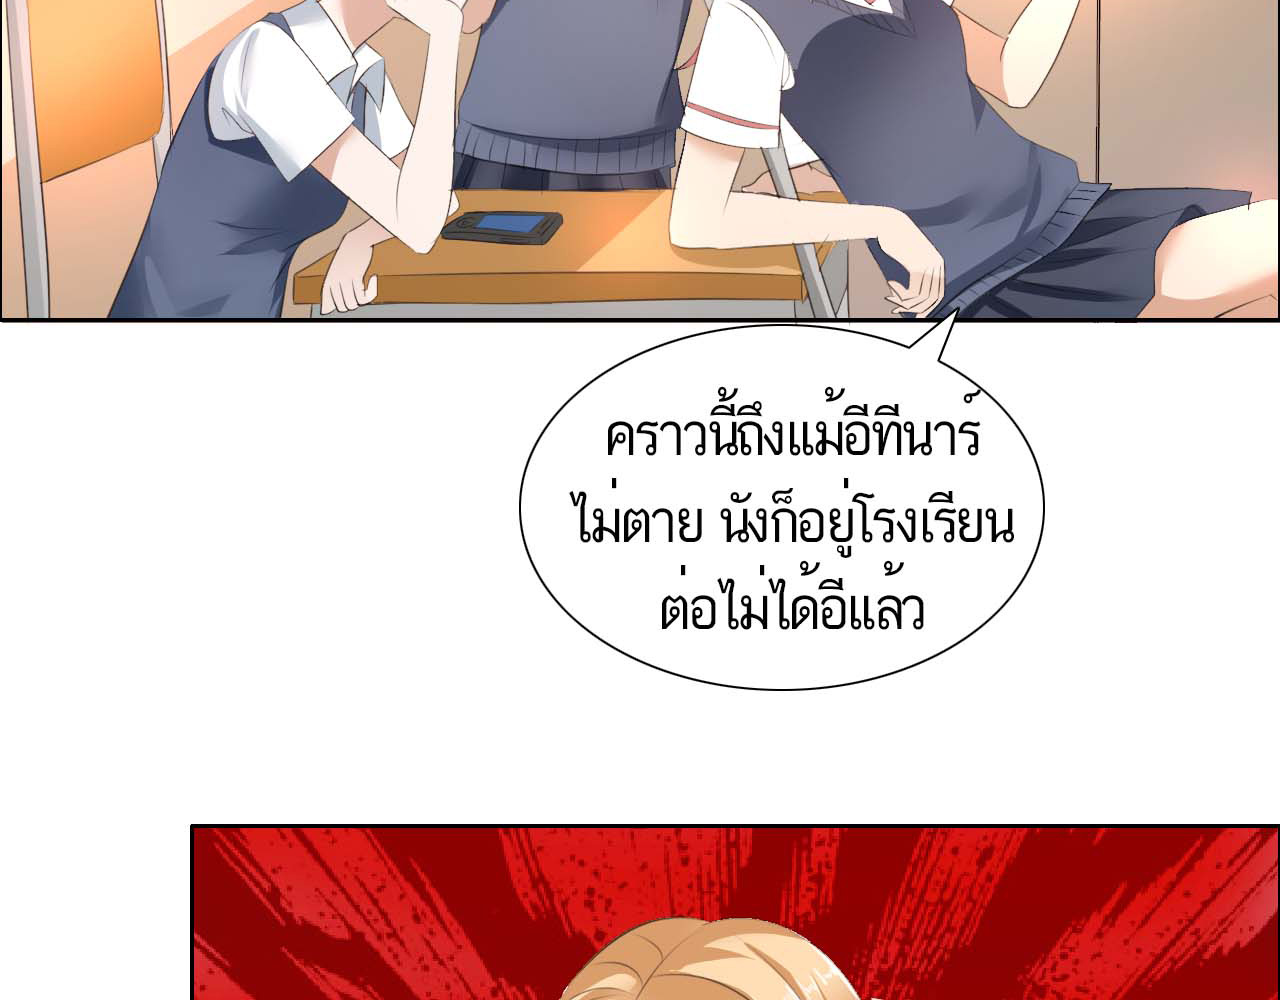 คราวนี้ถึงแม้อีทีนาร์
ไม่ตาย นังก็อยู่โรงเรียน
ต่อไม่ได้อีแล้ว